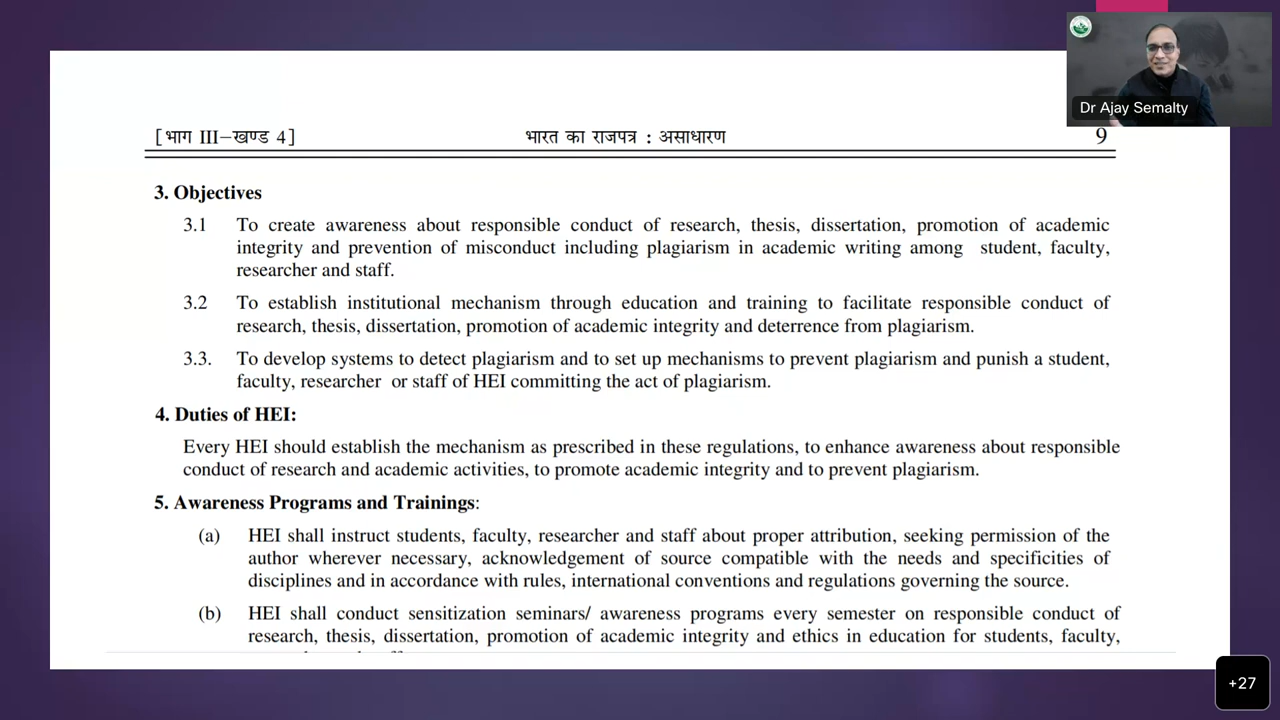 Dr Ajay Semalty
[ भाग III—खण्ड 4 ] भारत का राजपत्र : असाधारण 9
3. Objectives
3.1 To create awareness about responsible conduct of research, thesis, dissertation, promotion of academic
integrity and prevention of misconduct including plagiarism in academic writing among student, faculty,
researcher and staff.
3.2 To establish institutional mechanism through education and training to facilitate responsible conduct of
research, thesis, dissertation, promotion of academic integrity and deterrence from plagiarism.
3.3. To develop systems to detect plagiarism and to set up mechanisms to prevent plagiarism and punish a student,
faculty, researcher or staff of HEI committing the act of plagiarism.
4. Duties of HEI:
Every HEI should establish the mechanism as prescribed in these regulations, to enhance awareness about responsible
conduct of research and academic activities, to promote academic integrity and to prevent plagiarism.
5. Awareness Programs and Trainings:
(a) HEI shall instruct students, faculty, researcher and staff about proper attribution, seeking permission of the
author wherever necessary, acknowledgement of source compatible with the needs and specificities of
disciplines and in accordance with rules, international conventions and regulations governing the source.
(b) HEI shall conduct sensitization seminars/ awareness programs every semester on responsible conduct of
research, thesis, dissertation, promotion of academic integrity and ethics in education for students, faculty,
+27